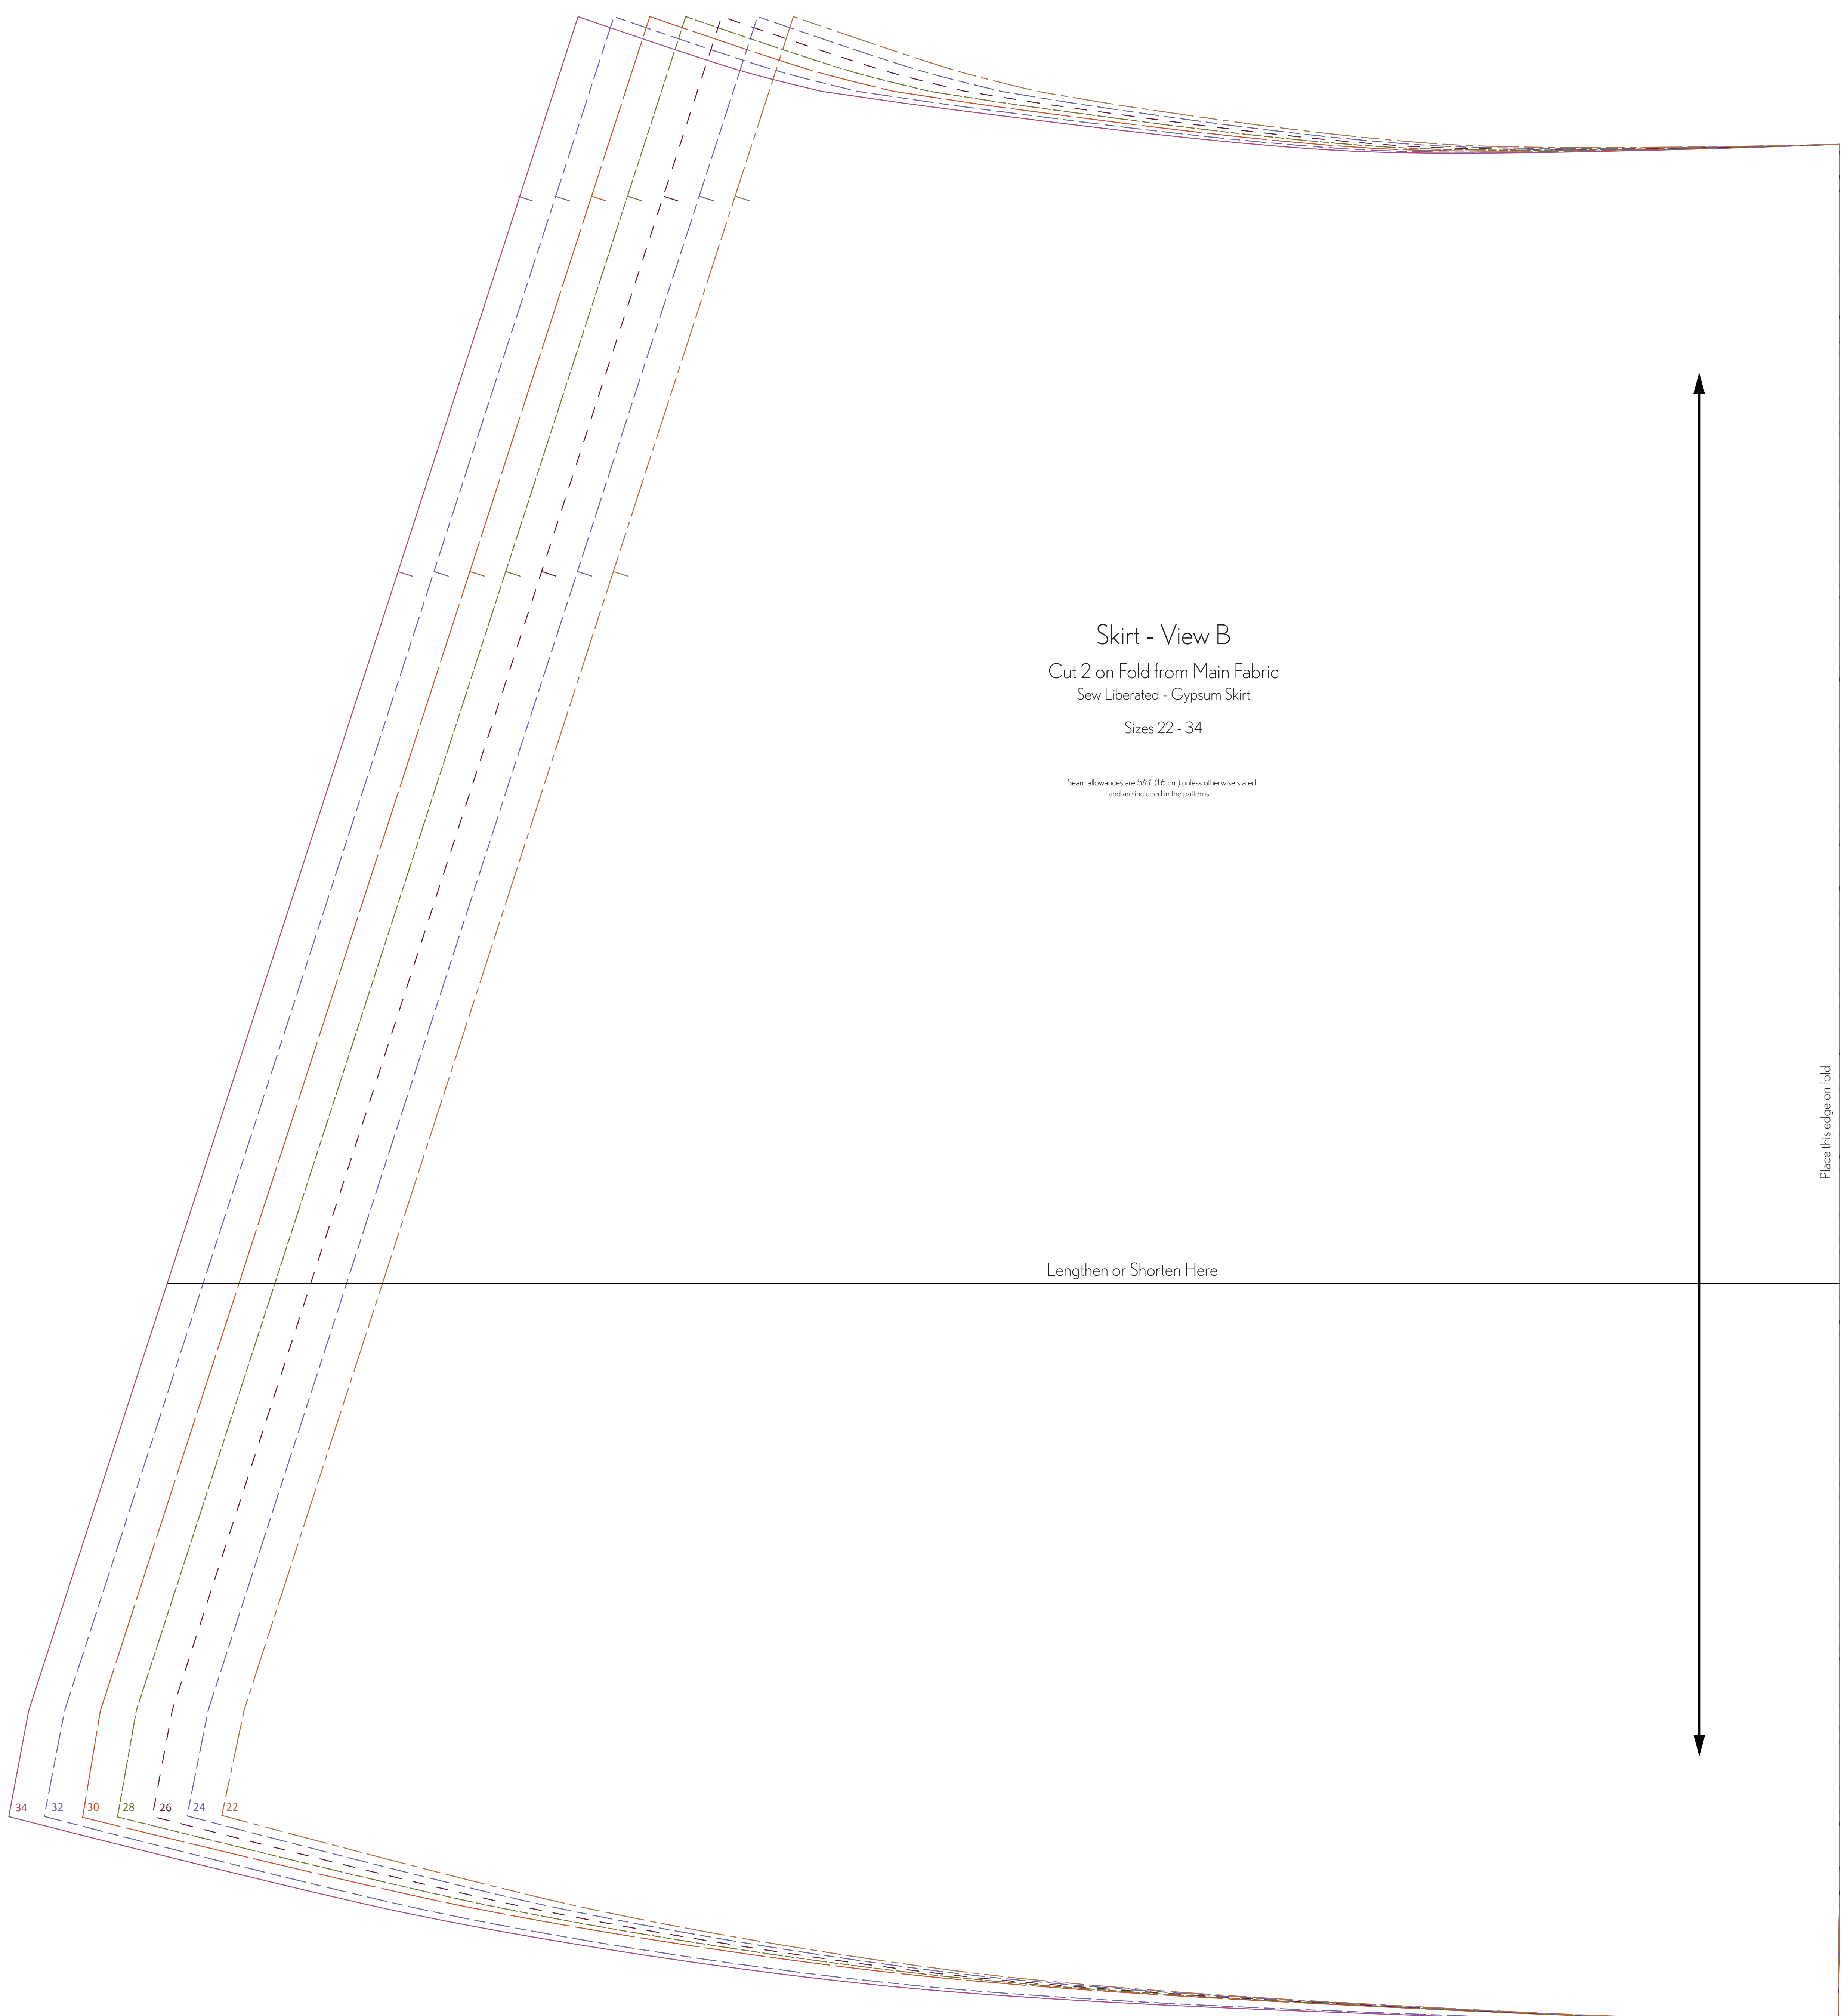 Skirt - View B
Cut 2 on Fold from Main Fabric
Sew Liberated - Gypsum Skirt
Sizes 22 - 34
Seam allowances are 5/8" (1.6 cm) unless otherwise stated,
and are included in the patterns.
Place this edge on fold
Lengthen or Shorten Here
34 32 30 28 26 24 22